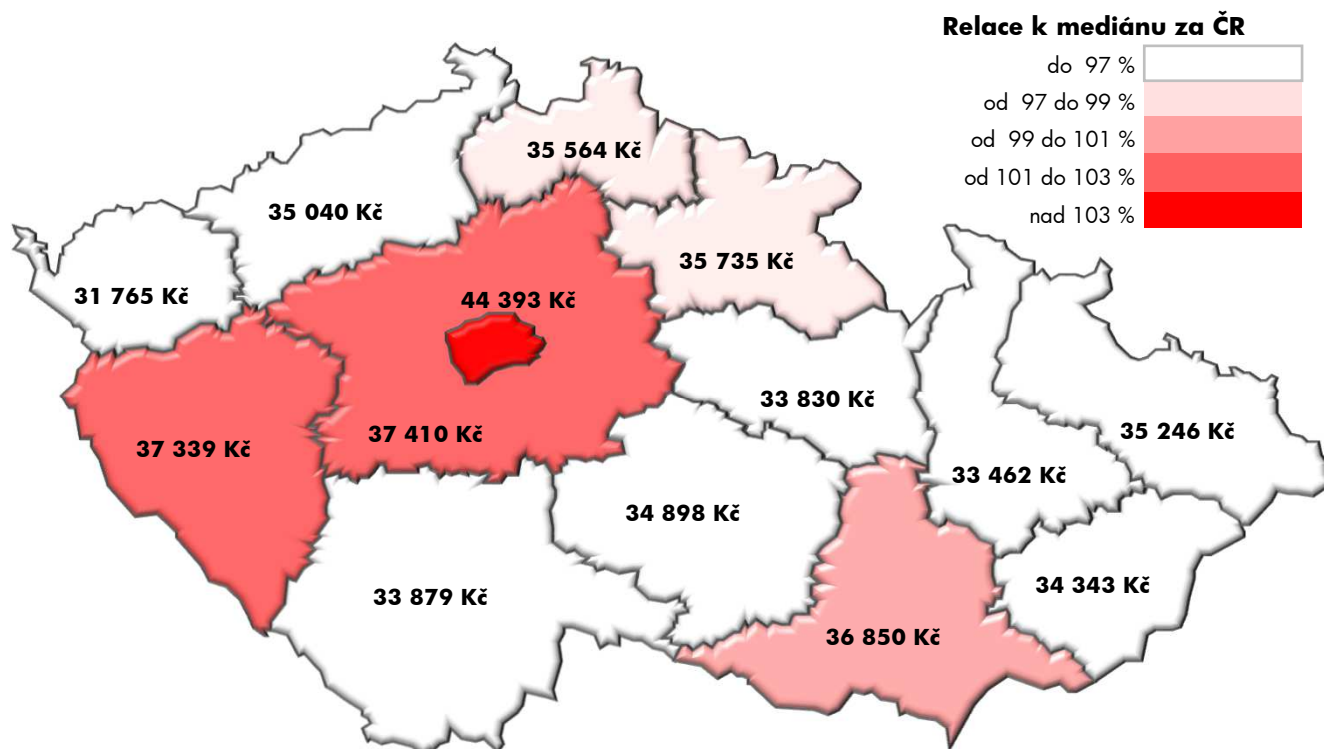 Relace k mediánu za ČR
do 97 %
od 97 do 99 %
od 99 do 101 %
od 101 do 103 %
nad 103 %
35 564 Kč
35 040 Kč
35 735 Kč
31 765 Kč
44 393 Kč
33 830 Kč
37 410 Kč
37 339 Kč
35 246 Kč
33 462 Kč
34 898 Kč
34 343 Kč
33 879 Kč
36 850 Kč